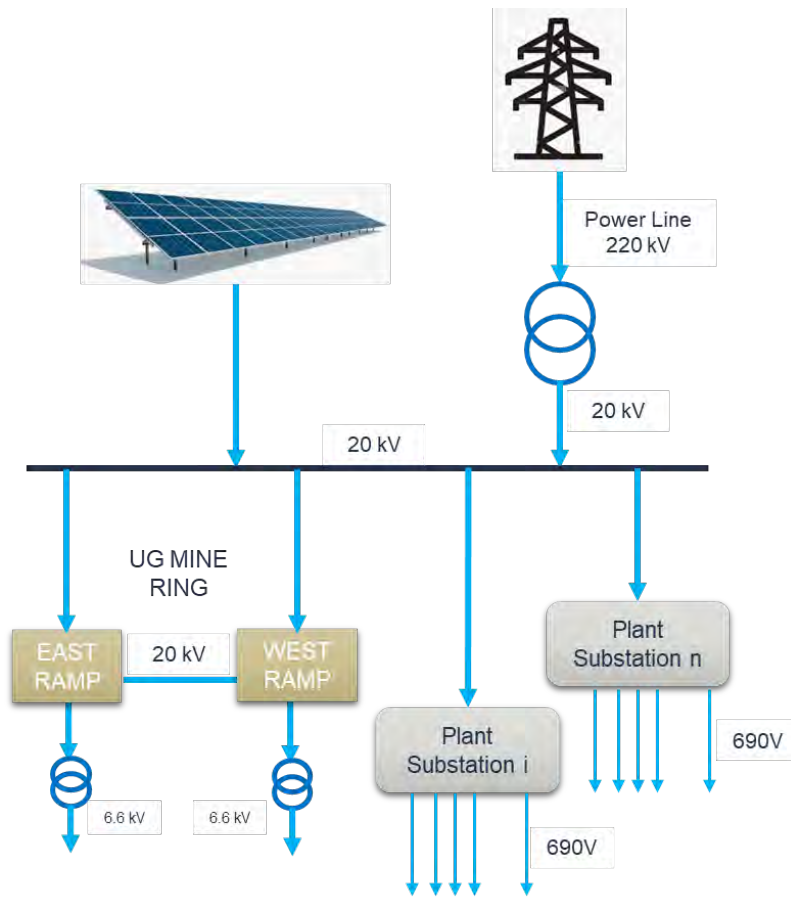 Power Line
220 kV
20 kV
20 kV
UG MINE
RING
EAST
RAMP
20 kV
WEST
RAMP
Plant
Substation n
Plant
Substation i
690V
6.6 kV
6.6 kV
690V